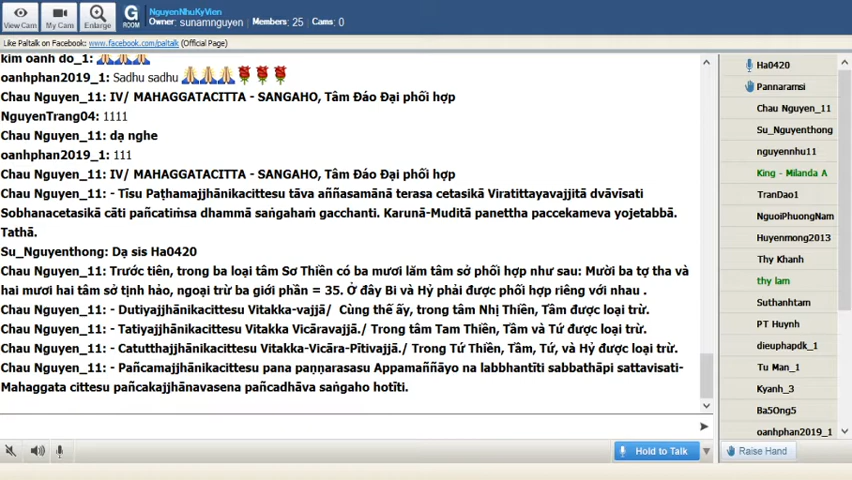 View Cam
My Cam
Enlarge
G
ROOM
NguyenNhuKyVien
Owner: sunamnguyen Members: 25 Cams: 0
Like Paltalk on Facebook: www.facebook.com/paltalk (Official Page)
kim oanh do_1:
oanhphan2019_1: Sadhu sadhu
Chau Nguyen_11: IV/ MAHAGGATACITTA - SANGAHO, Tâm Đáo Đại phối hợp
NguyenTrang04: 1111
Chau Nguyen_11: dạ nghe
oanhphan2019_1: 111
Chau Nguyen_11: IV/ MAHAGGATACITTA - SANGAHO, Tâm Đáo Đại phối hợp
Chau Nguyen_11: - Tīsu Paṭhamajjhānikacittesu tāva aññasamānā terasa cetasikā Viratittayavajjitā dvāvīsati
Sobhanacetasikā cāti pañcatiṁsa dhammā saṅgahaṁ gacchanti. Karunā-Muditā panettha paccekameva yojetabbā.
Tathā.
Su_Nguyenthong: Dạ sis Ha0420
Chau Nguyen_11: Trước tiên, trong ba loại tâm Sơ Thiền có ba mươi lăm tâm sở phối hợp như sau: Mười ba tợ tha và
hai mươi hai tâm sở tịnh hảo, ngoại trừ ba giới phần = 35. Ở đây Bi và Hỷ phải được phối hợp riêng với nhau .
Chau Nguyen_11: - Dutiyajjhānikacittesu Vitakka-vajjā/ Cùng thế ấy, trong tâm Nhị Thiền, Tầm được loại trừ.
Chau Nguyen_11: - Tatiyajjhānikacittesu Vitakka Vicāravajjā./ Trong tâm Tam Thiền, Tầm và Tứ được loại trừ.
Chau Nguyen_11: - Catutthajjhānikacittesu Vitakka-Vicāra-Pītivajjā./ Trong Tứ Thiền, Tầm, Tứ, và Hỷ được loại trừ.
Chau Nguyen_11: - Pañcamajjhānikacittesu pana paṇṇarasasu Appamaññāyo na labbhantīti sabbathāpi sattavisati-
Mahaggata cittesu pañcakajjhānavasena pañcadhāva saṅgaho hotīti.
Hold to Talk
Ha0420
Pannaramsi
Chau Nguyen_11
Su_Nguyenthong
nguyennhu11
King - Milanda A
TranDao1
NguoiPhuongNam
Huyenmong2013
Thy Khanh
thy lam
Suthanhtam
PT Huynh
dieuphapdk_1
Tu Man_1
Kyanh_3
Ba5Ong5
oanhphan2019_1
Raise Hand